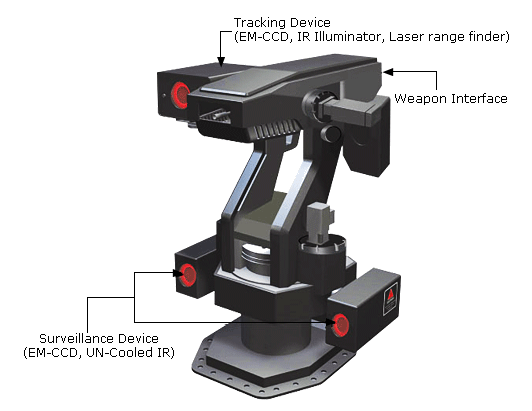 Tracking Device
(EM-CCD, IR Illuminator, Laser range finder)
Weapon Interface
Surveillance Device
(EM-CCD, UN-Cooled IR)